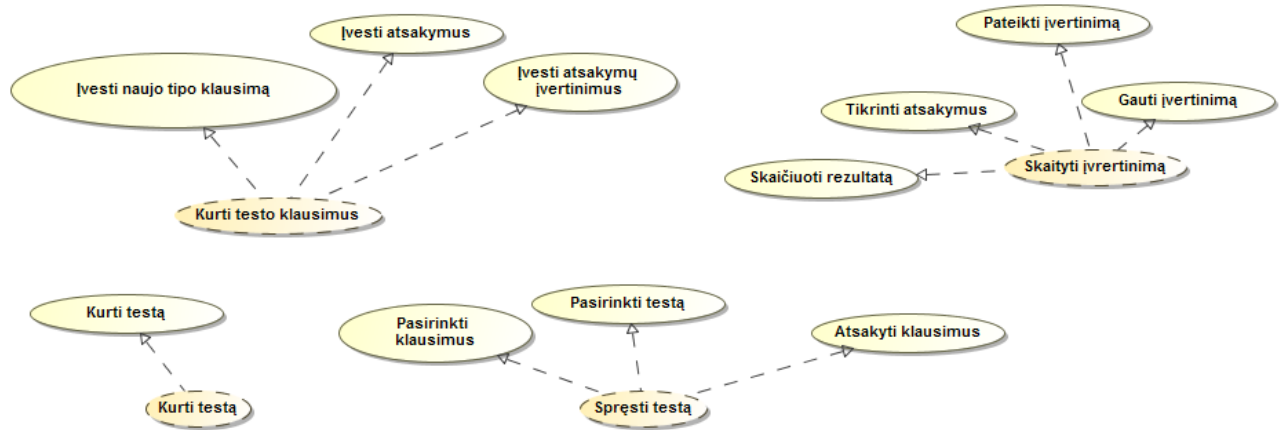 Įvesti atsakymus
Įvesti naujo tipo klausimą
Įvesti atsakymų
įvertinimus
Kurti testo klausimus
Pateikti įvertinimą
Gauti įvertinimą
Tikrinti atsakymus
Skaityti įvrertinimą
Skaičiuoti rezultatą
Kurti testą
Kurti testą
Pasirinkti
klausimus
Pasirinkti testą
Atsakyti klausimus
Spręsti testą